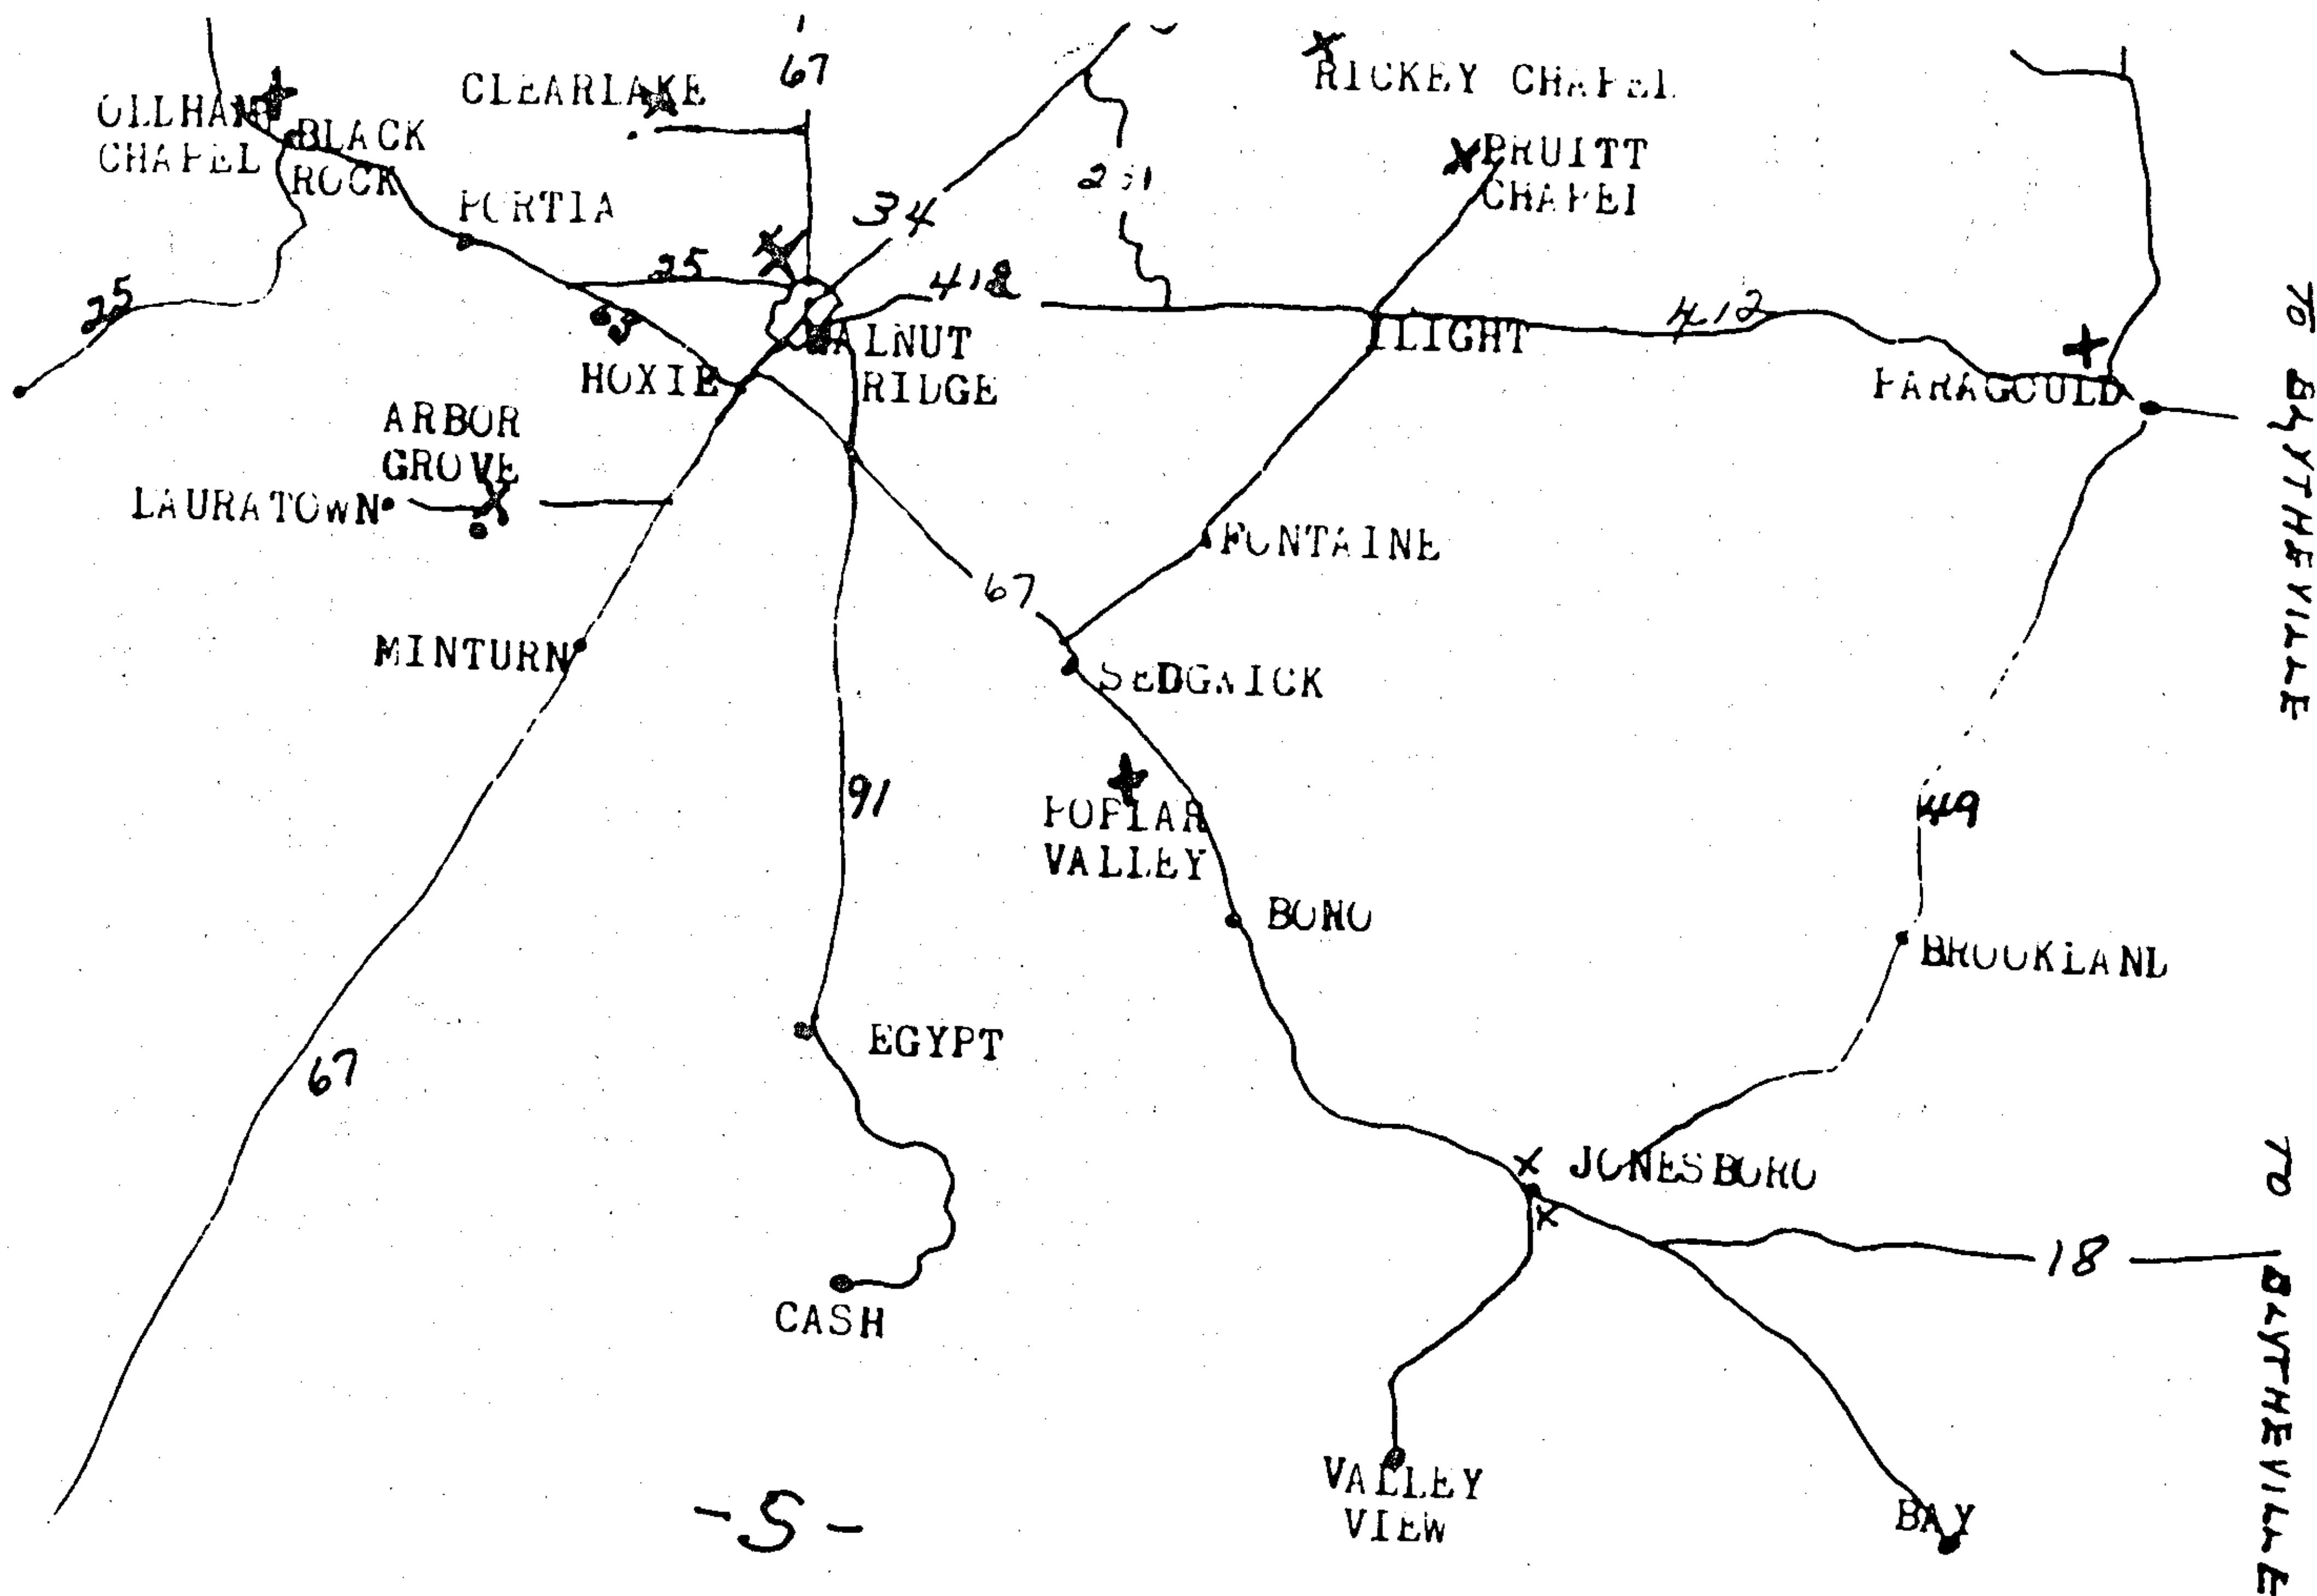 67
CLEARLAKE
RICKEY CHAPEL
GILLHAM
CHAPEL
BLACK
ROCK
PRUITT
CHAPEL
PORTIA
34
25
412
25
63
412
LIGHT
WALNUT
RIDGE
HOXIE
PARAGOULD
TO BLYTHEVILLE
ARBOR
GROVE
LAURATOWN
FONTAINE
67
MINTURN
SEDGWICK
91
POPLAR
VALLEY
49
BONO
BROOKLAND
EGYPT
67
JONESBORO
TO BLYTHEVILLE
18
CASH
VALLEY
VIEW
BAY
-S-